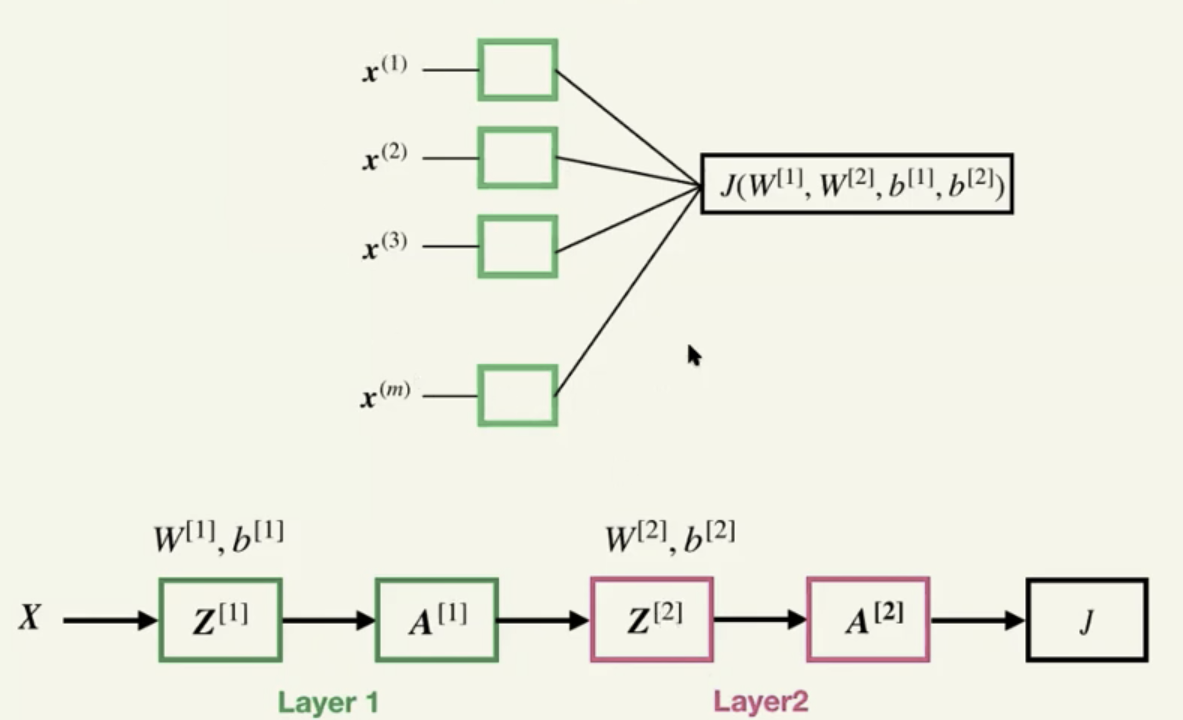 x^(1)
x^(2)
J(W^[1], W^[2], b^[1], b^[2])
x^(3)
x^(m)
W^[1], b^[1] W^[2], b^[2]
X Z^[1] A^[1] Z^[2] A^[2] J
Layer 1 Layer2